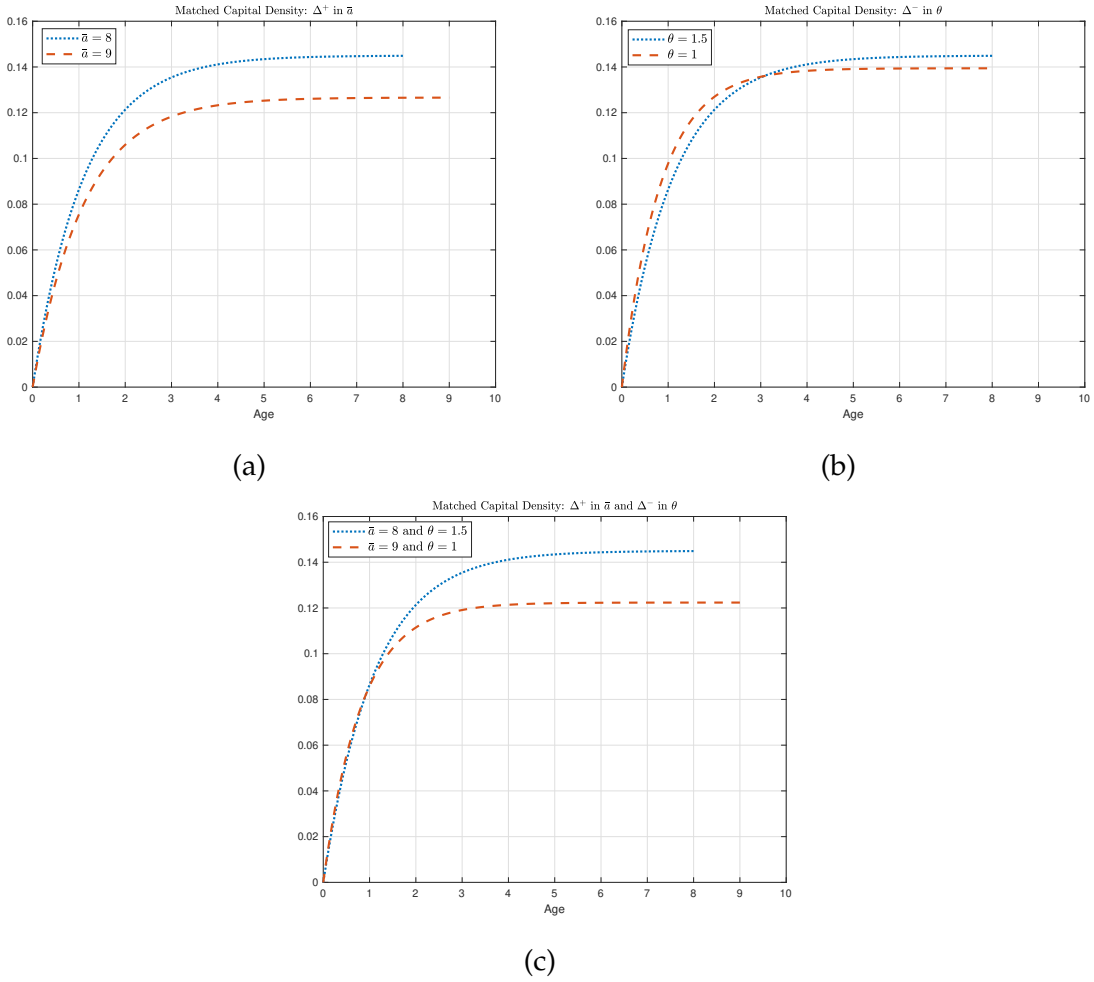 Matched Capital Density: Δ⁺ in ā
ā = 8
ā = 9
0.16
0.14
0.12
0.1
0.08
0.06
0.04
0.02
0
0 1 2 3 4 5 6 7 8 9 10
Age
(a)
Matched Capital Density: Δ⁻ in θ
θ = 1.5
θ = 1
0.16
0.14
0.12
0.1
0.08
0.06
0.04
0.02
0
0 1 2 3 4 5 6 7 8 9 10
Age
(b)
Matched Capital Density: Δ⁺ in ā and Δ⁻ in θ
ā = 8 and θ = 1.5
ā = 9 and θ = 1
0.16
0.14
0.12
0.1
0.08
0.06
0.04
0.02
0
0 1 2 3 4 5 6 7 8 9 10
Age
(c)